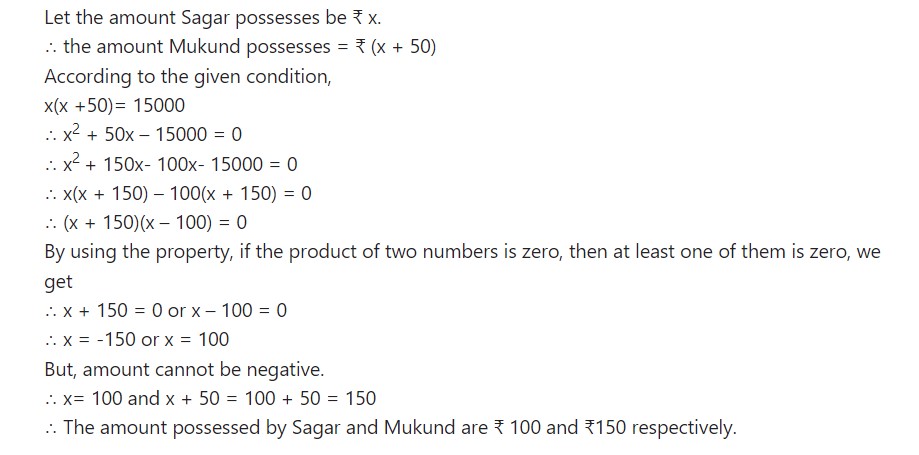 Let the amount Sagar possesses be ₹ x.
∴ the amount Mukund possesses = ₹ (x + 50)
According to the given condition,
x(x +50)= 15000
∴ x² + 50x – 15000 = 0
∴ x² + 150x- 100x- 15000 = 0
∴ x(x + 150) – 100(x + 150) = 0
∴ (x + 150)(x – 100) = 0
By using the property, if the product of two numbers is zero, then at least one of them is zero, we
get
∴ x + 150 = 0 or x – 100 = 0
∴ x = -150 or x = 100
But, amount cannot be negative.
∴ x= 100 and x + 50 = 100 + 50 = 150
∴ The amount possessed by Sagar and Mukund are ₹ 100 and ₹150 respectively.